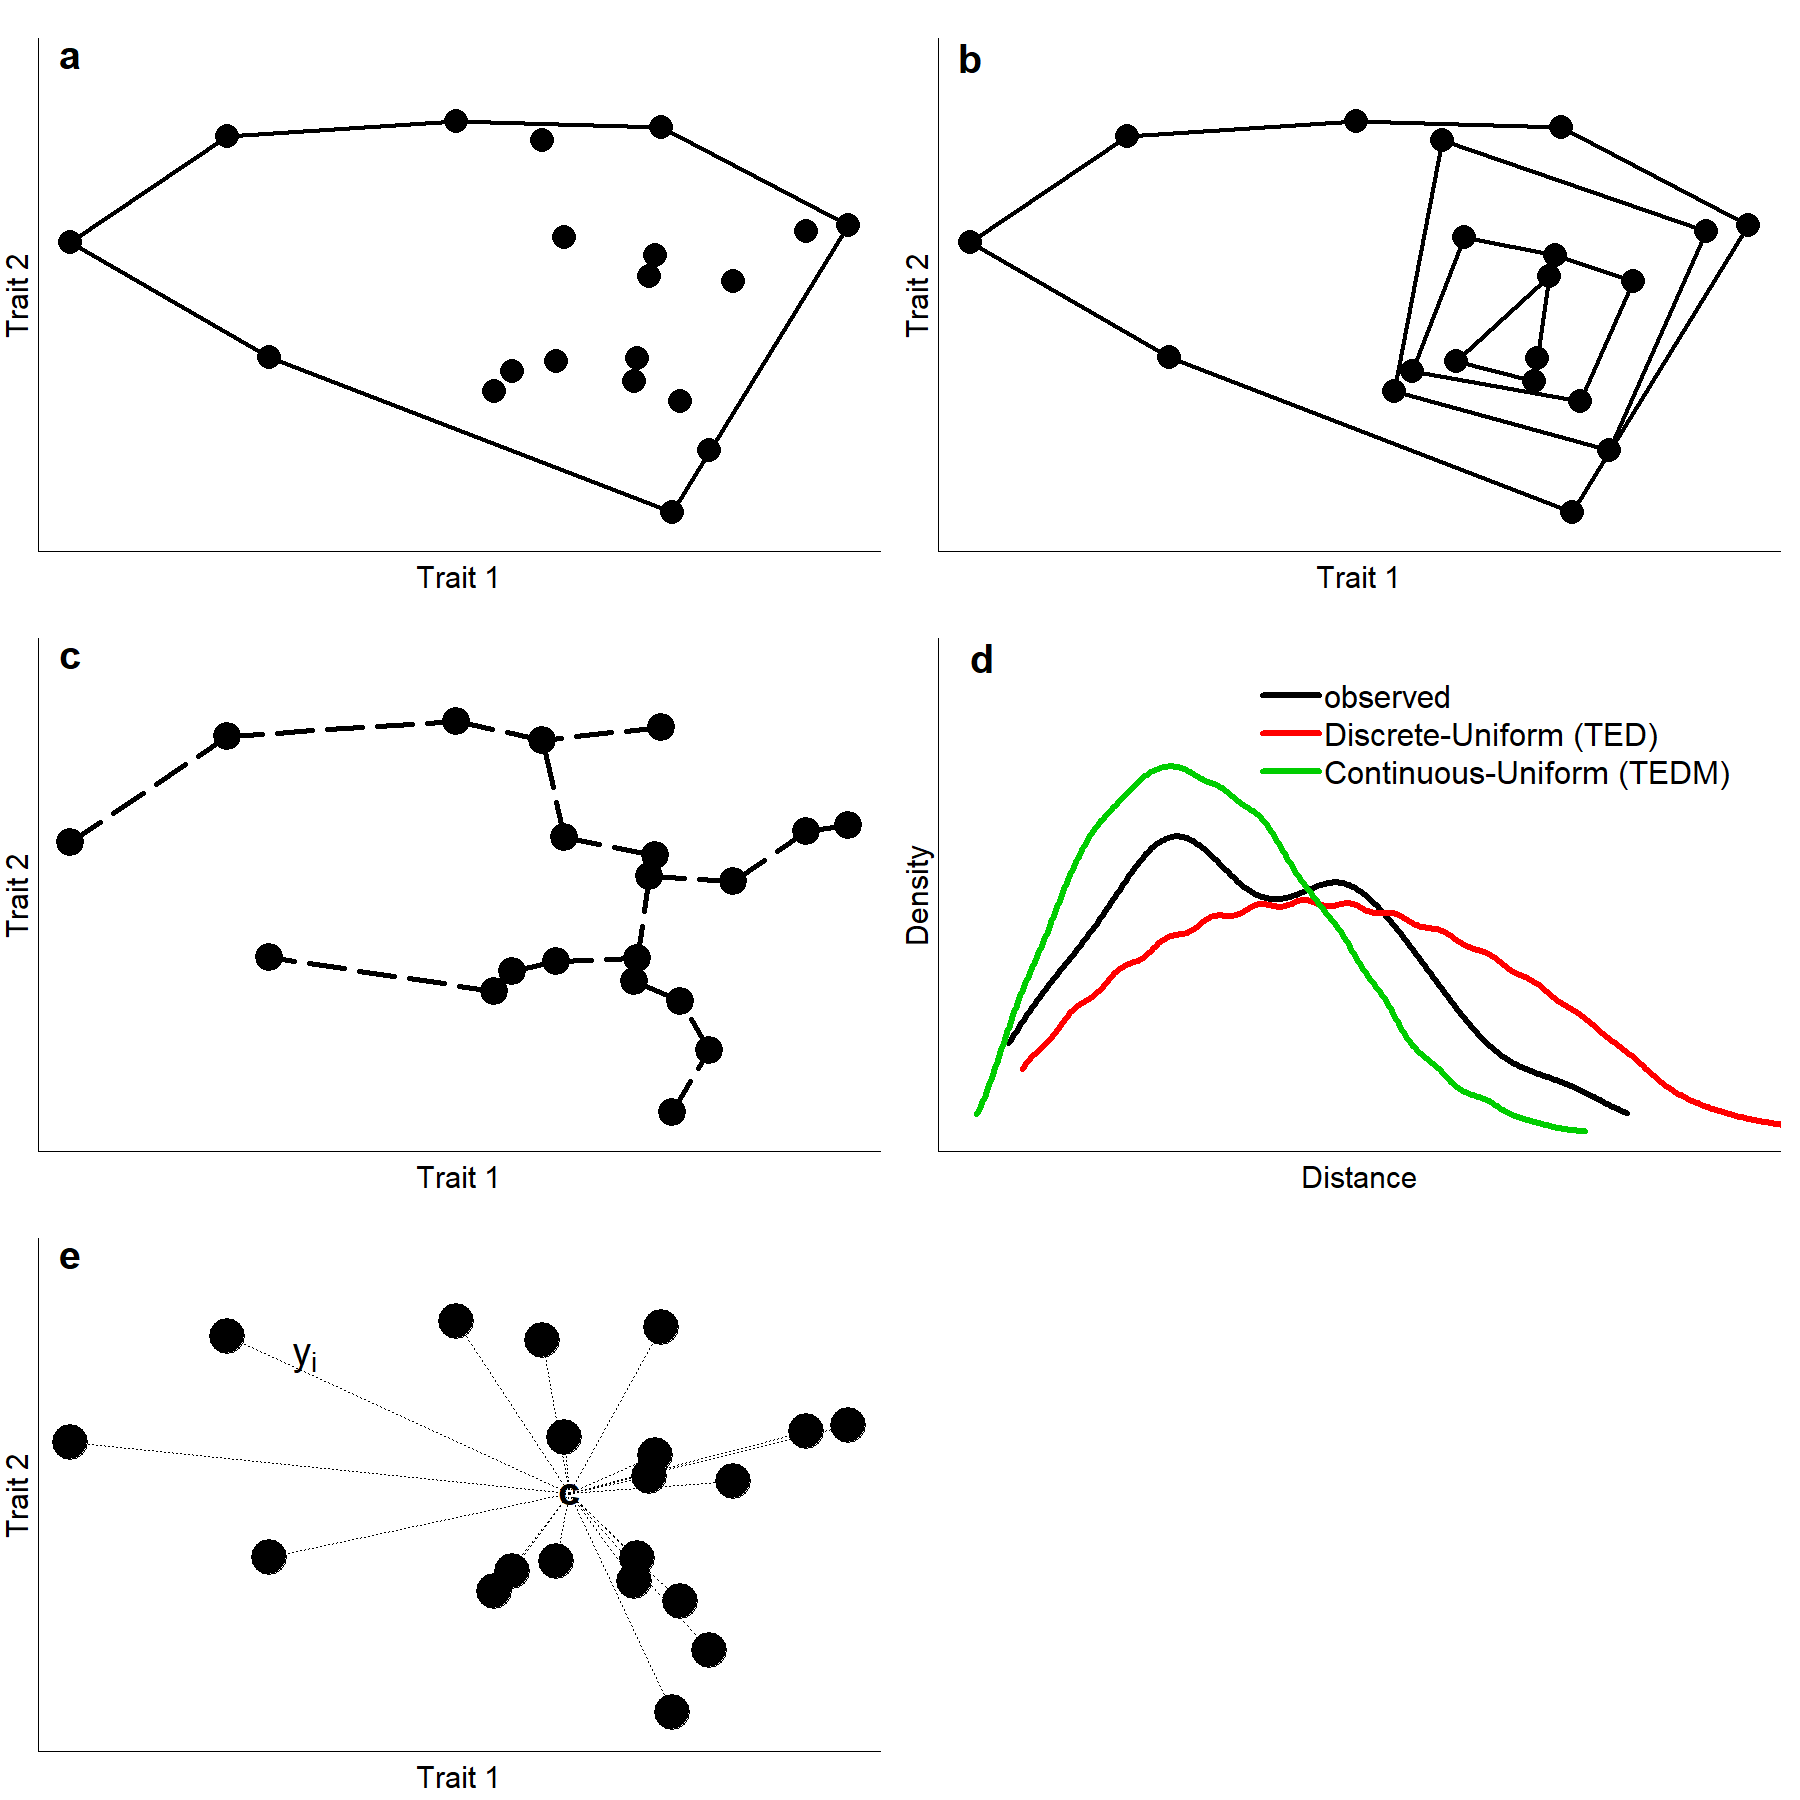 a
Trait 2
Trait 1
b
Trait 2
Trait 1
c
Trait 2
Trait 1
d
observed
Discrete-Uniform (TED)
Continuous-Uniform (TEDM)
Density
Distance
e
yi
c
Trait 2
Trait 1